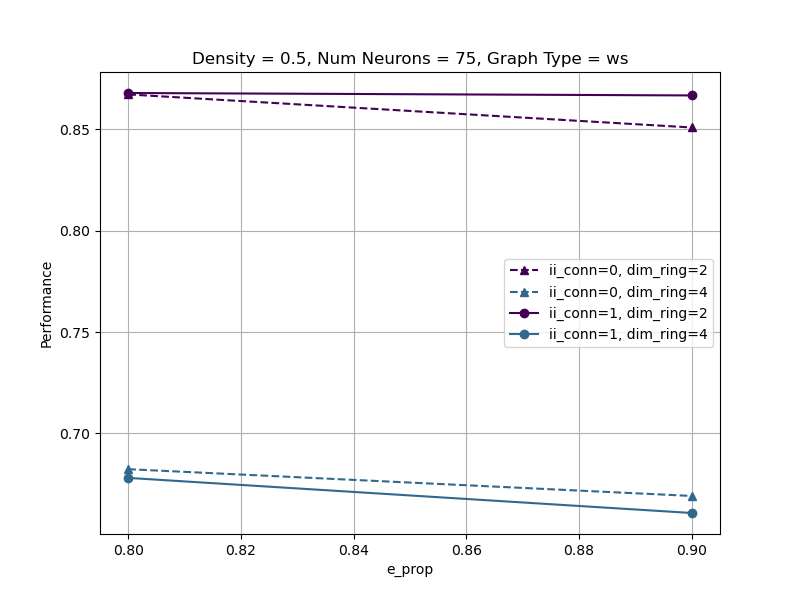 Density = 0.5, Num Neurons = 75, Graph Type = ws
Performance
0.85
0.80
0.75
0.70
ii_conn=0, dim_ring=2
ii_conn=0, dim_ring=4
ii_conn=1, dim_ring=2
ii_conn=1, dim_ring=4
0.80 0.82 0.84 0.86 0.88 0.90
e_prop